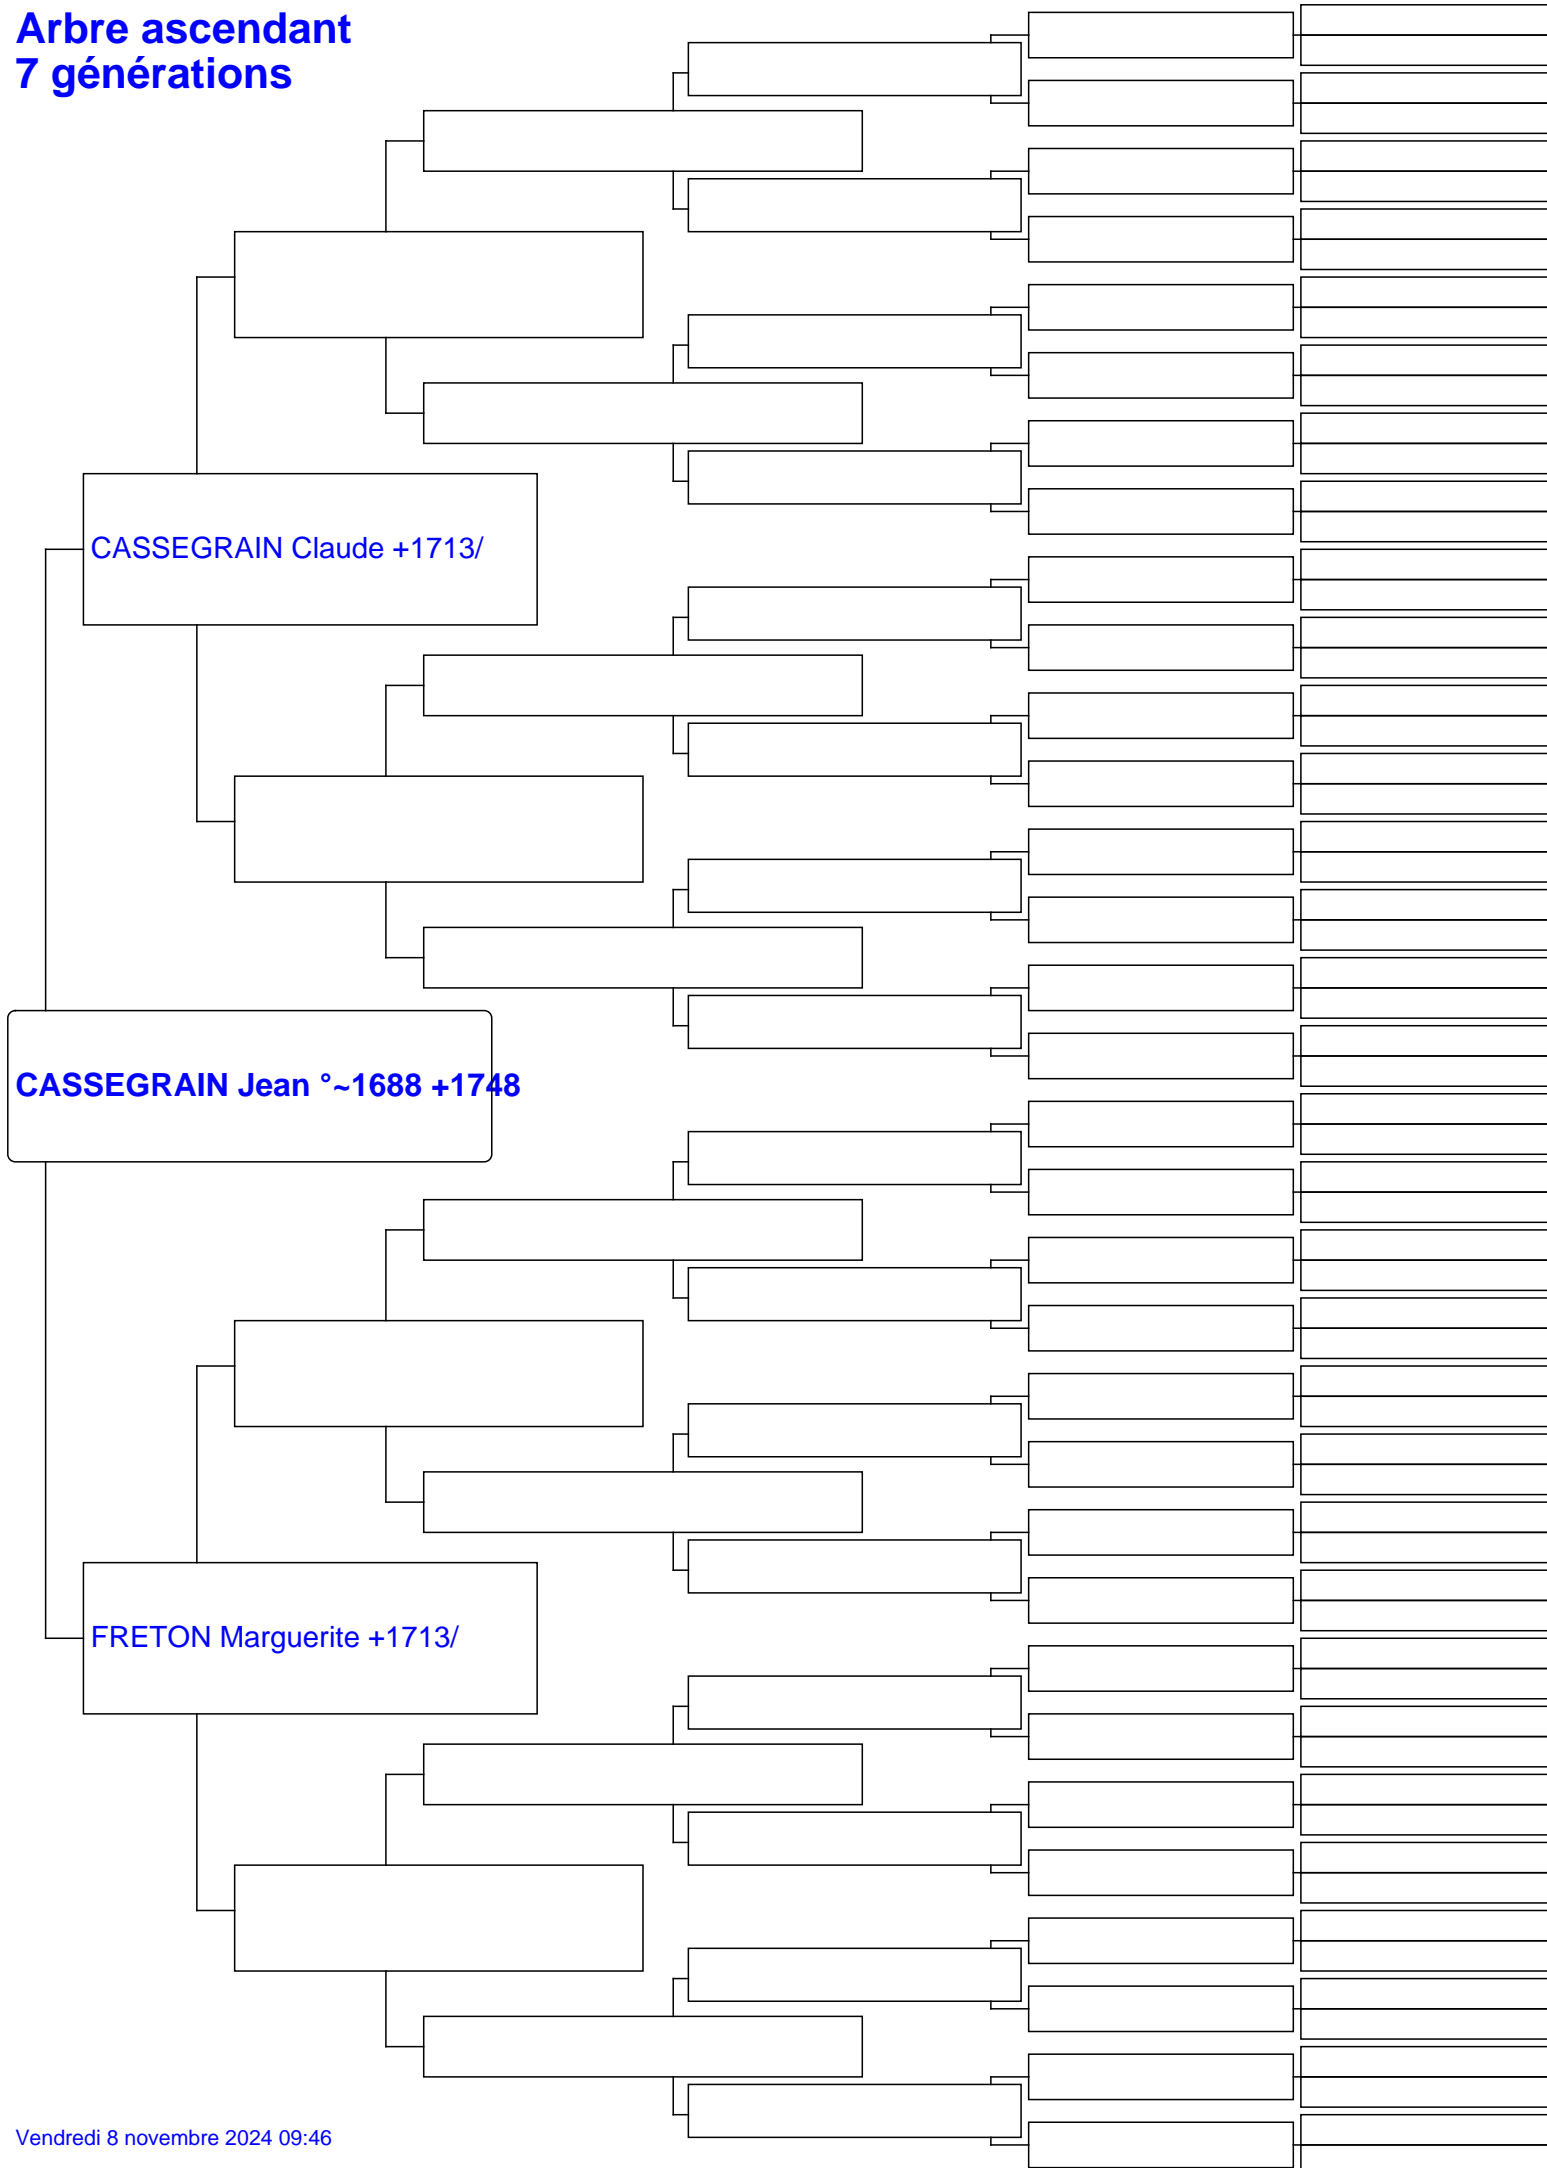 Arbre ascendant
7 générations
CASSEGRAIN Claude +1713/
CASSEGRAIN Jean °~1688 +1748
FRETON Marguerite +1713/
Vendredi 8 novembre 2024 09:46